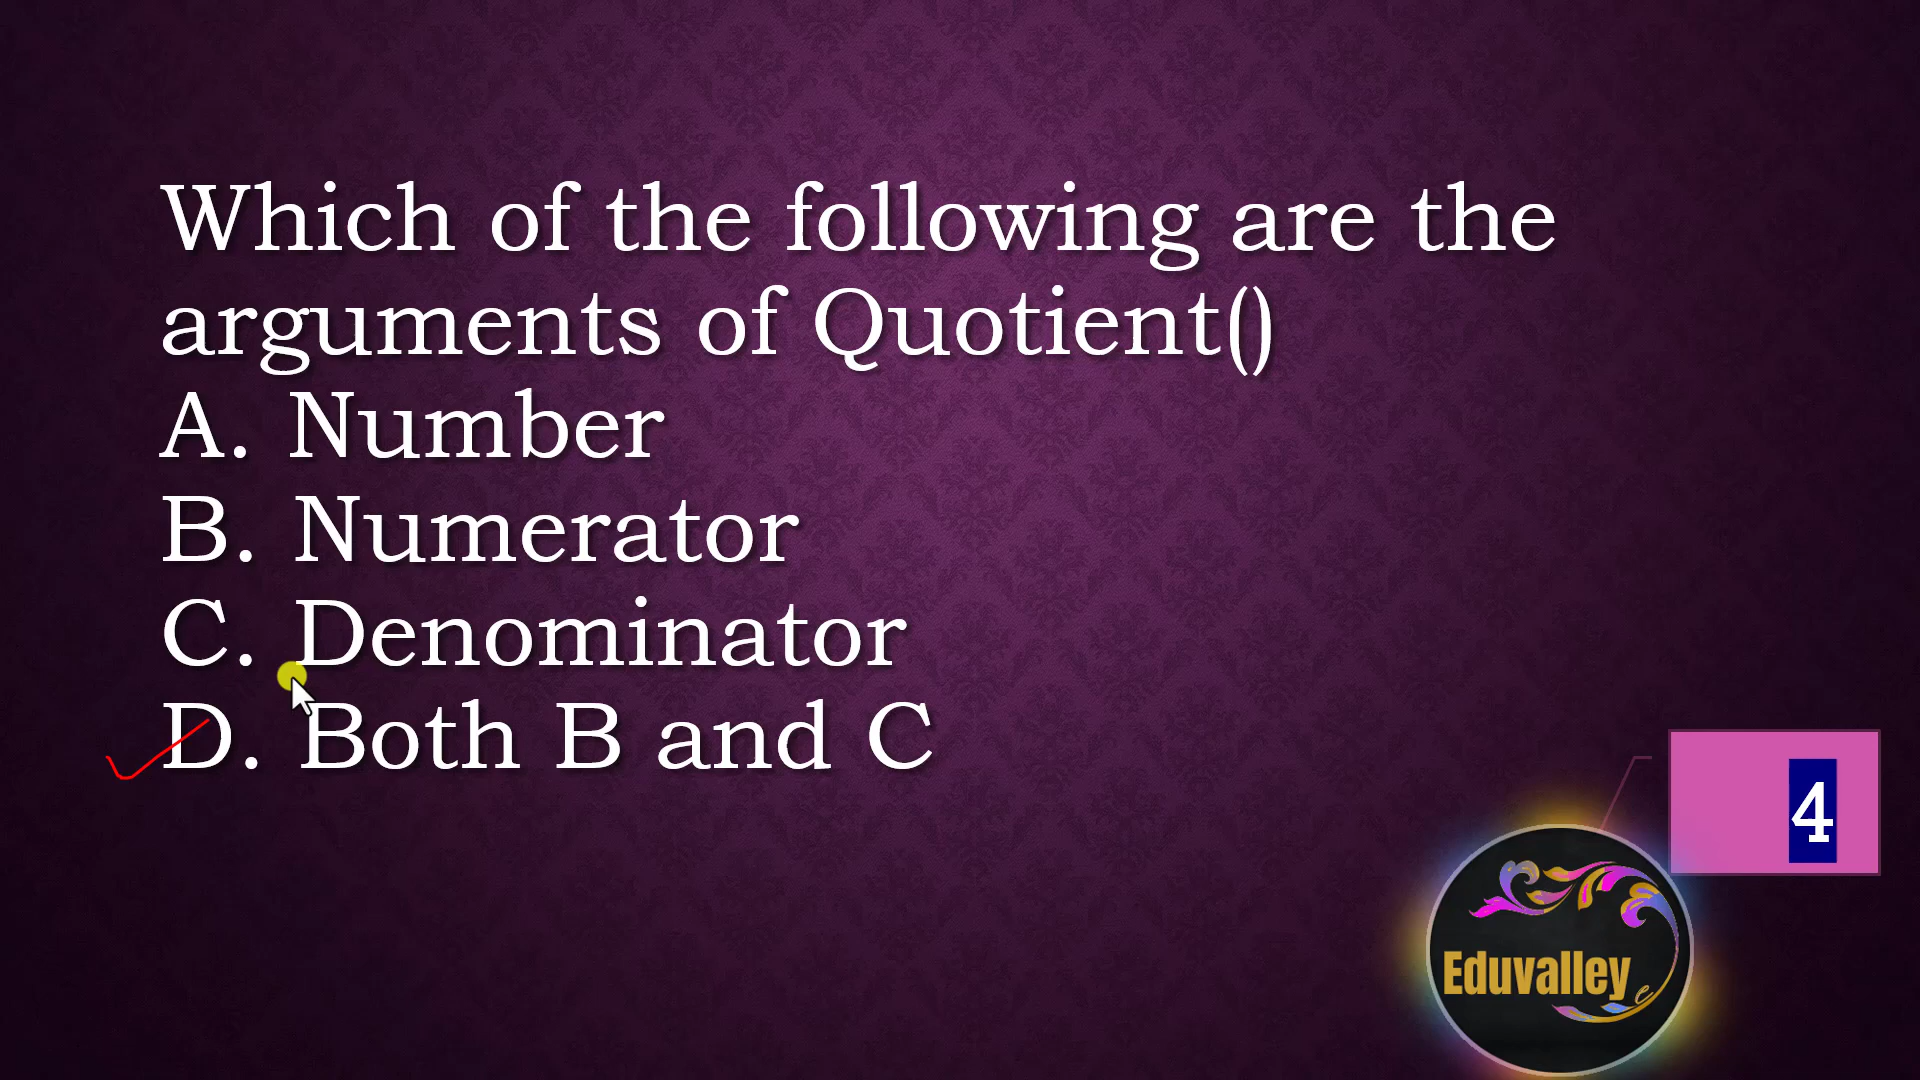 Which of the following are the
arguments of Quotient()
A. Number
B. Numerator
C. Denominator
D. Both B and C
4
Eduvalley
e